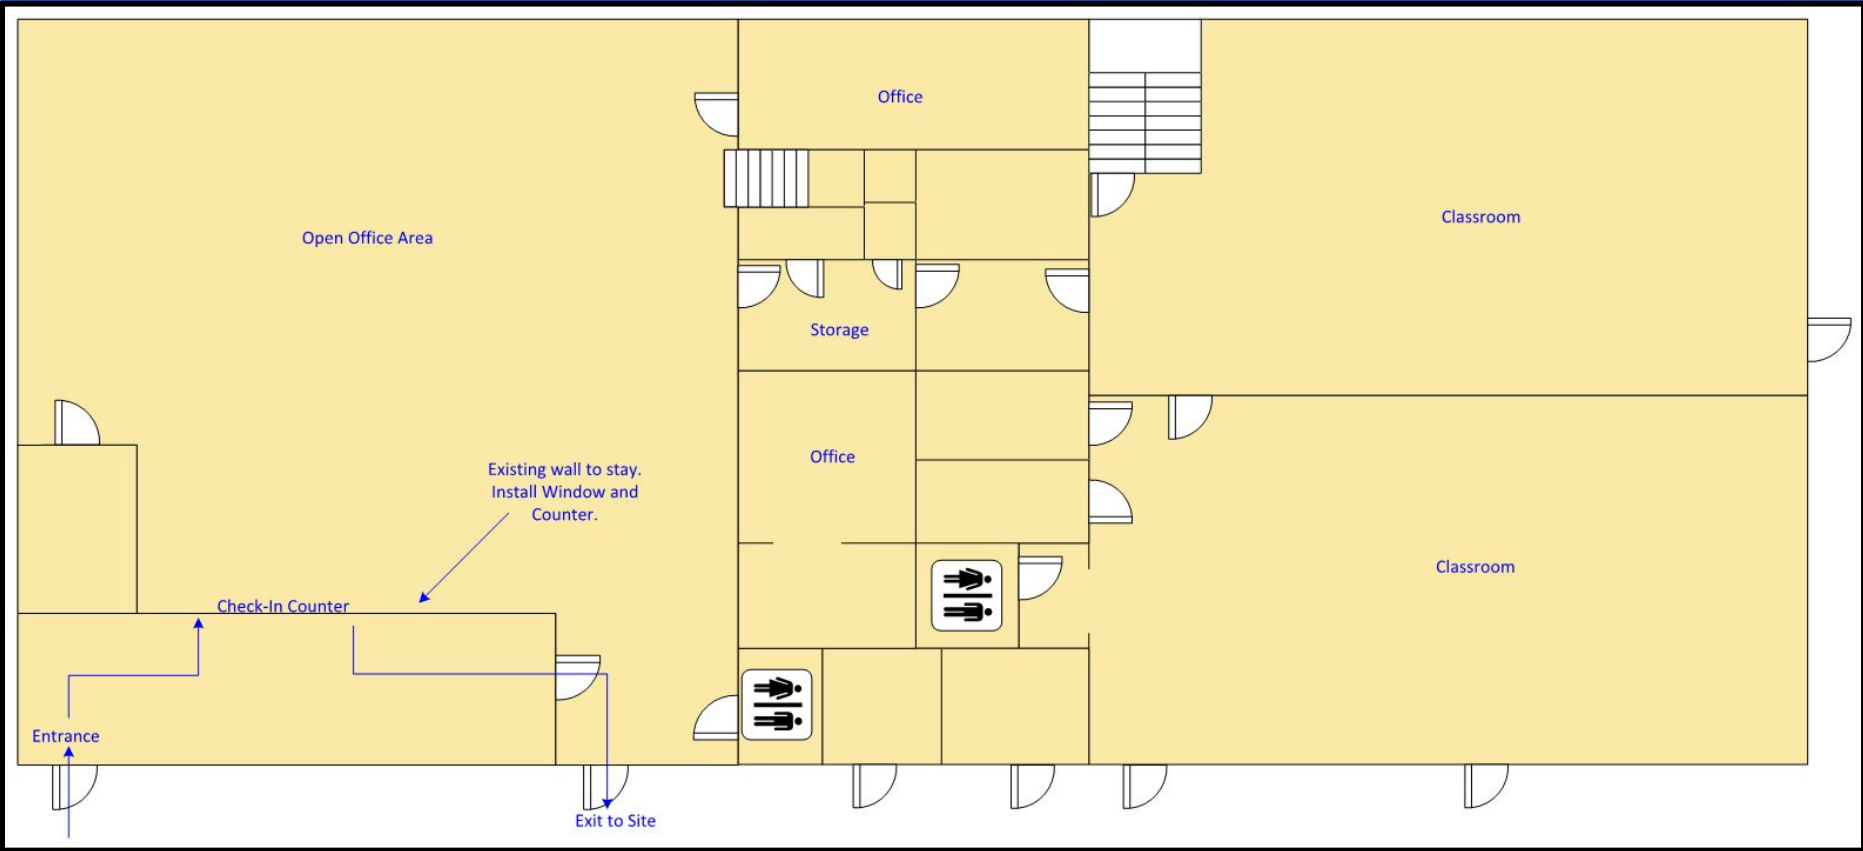 Office
Classroom
Open Office Area
Storage
Office
Existing wall to stay.
Install Window and
Counter.
Classroom
Check-In Counter
Entrance
Exit to Site